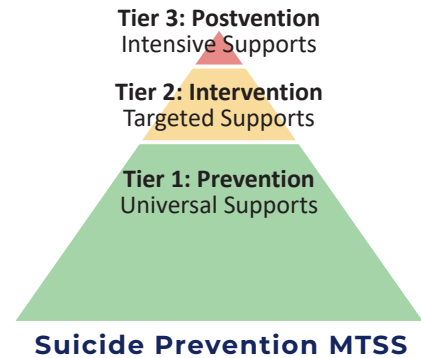 Tier 3: Postvention
Intensive Supports
Tier 2: Intervention
Targeted Supports
Tier 1: Prevention
Universal Supports
Suicide Prevention MTSS